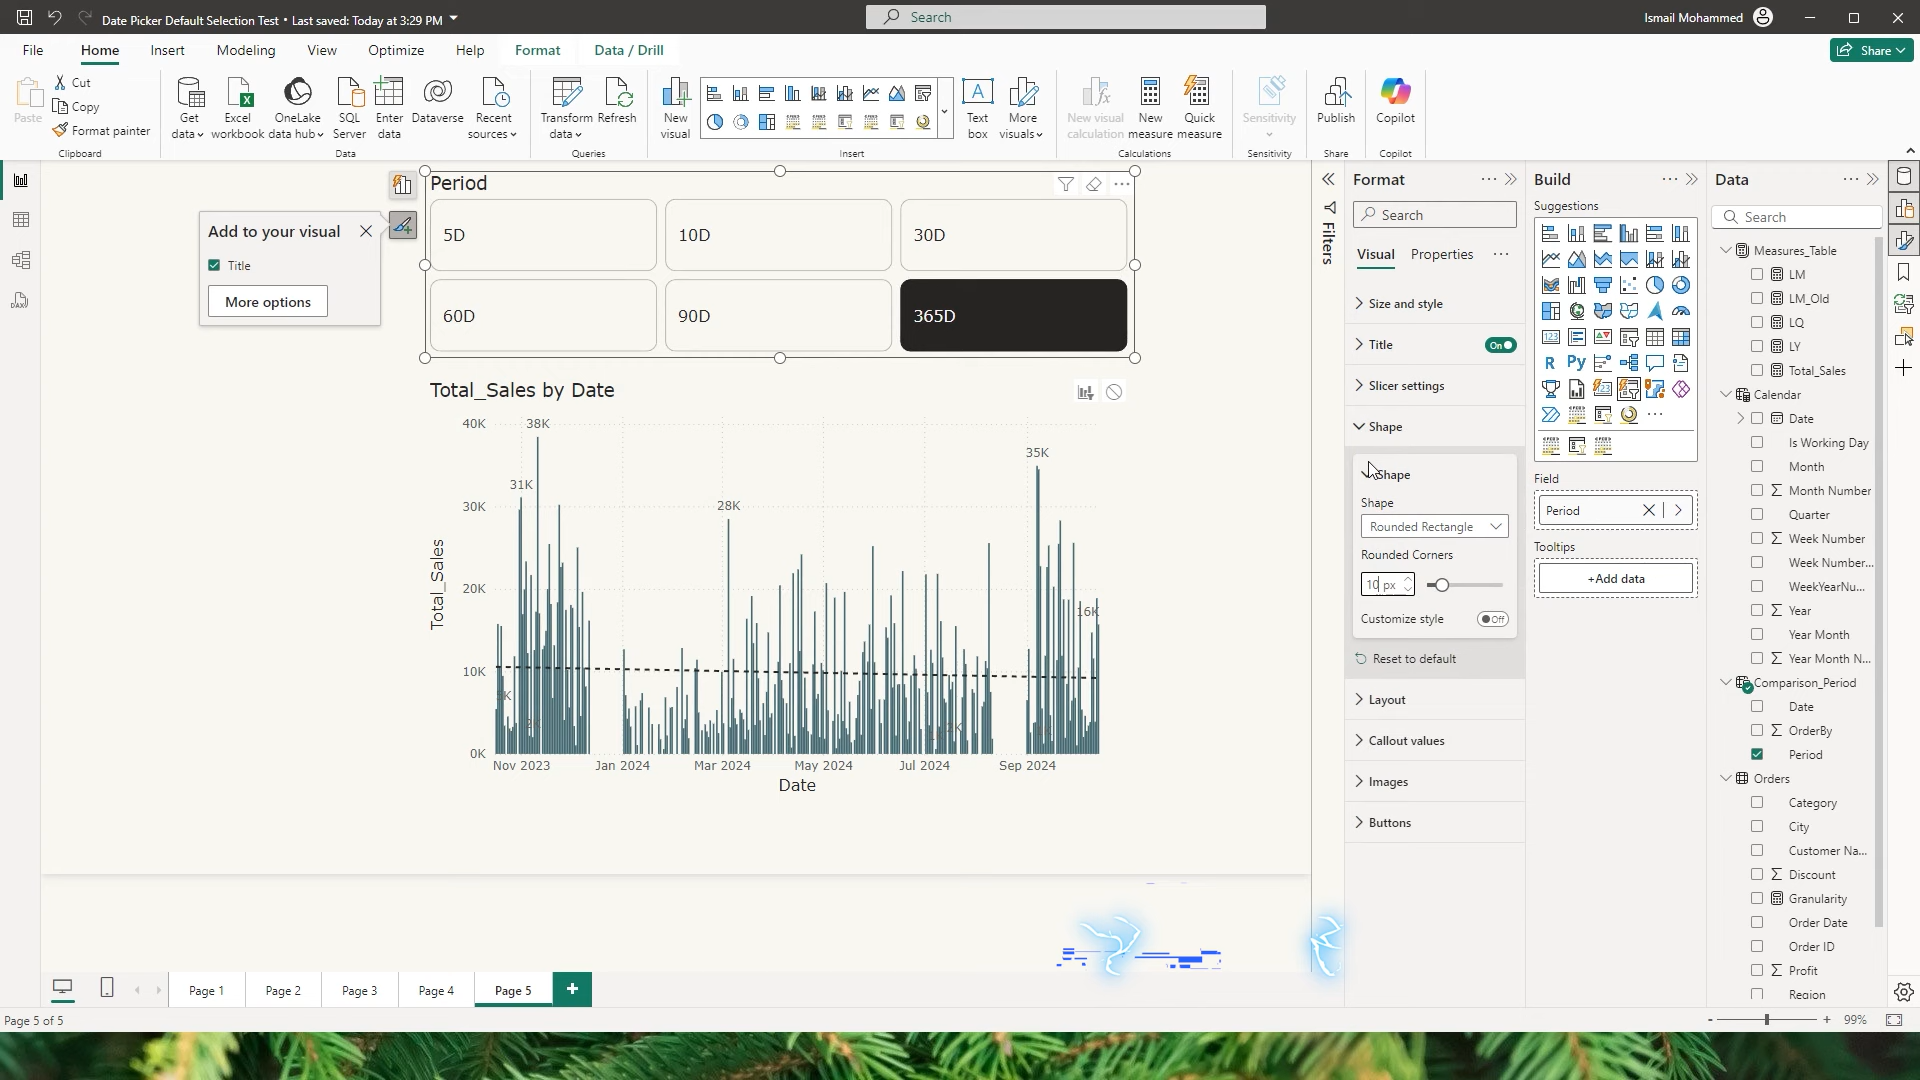 Date Picker Default Selection Test • Last saved: Today at 3:29 PM
Search
Ismail Mohammed
File
Home
Insert
Modeling
View
Optimize
Help
Format
Data / Drill
Share
Paste
Cut
Copy
Format painter
Clipboard
Get data
Excel workbook
OneLake data hub
SQL Server
Enter data
Dataverse
Recent sources
Data
Transform data
Refresh
Queries
New visual
Text box
More visuals
Insert
New visual calculation
New measure
Quick measure
Calculations
Sensitivity
Sensitivity
Publish
Share
Copilot
Copilot
Add to your visual
Title
More options
Period
5D
10D
30D
60D
90D
365D
Total_Sales by Date
Total_Sales
40K
30K
20K
10K
0K
38K
31K
28K
35K
16K
Nov 2023
Jan 2024
Mar 2024
May 2024
Jul 2024
Sep 2024
Date
Filters
Format
Search
Visual
Properties
Size and style
Title
On
Slicer settings
Shape
Shape
Shape
Rounded Rectangle
Rounded Corners
10 px
Customize style
Off
Reset to default
Layout
Callout values
Images
Buttons
Build
Suggestions
Field
Period
Tooltips
+Add data
Data
Search
Measures_Table
LM
LM_Old
LQ
LY
Total_Sales
Calendar
Date
Is Working Day
Month
Month Number
Quarter
Week Number
Week Number...
WeekYearNu...
Year
Year Month
Year Month N...
Comparison_Period
Date
OrderBy
Period
Orders
Category
City
Customer Na...
Discount
Granularity
Order Date
Order ID
Profit
Region
Page 1
Page 2
Page 3
Page 4
Page 5
Page 5 of 5
99%